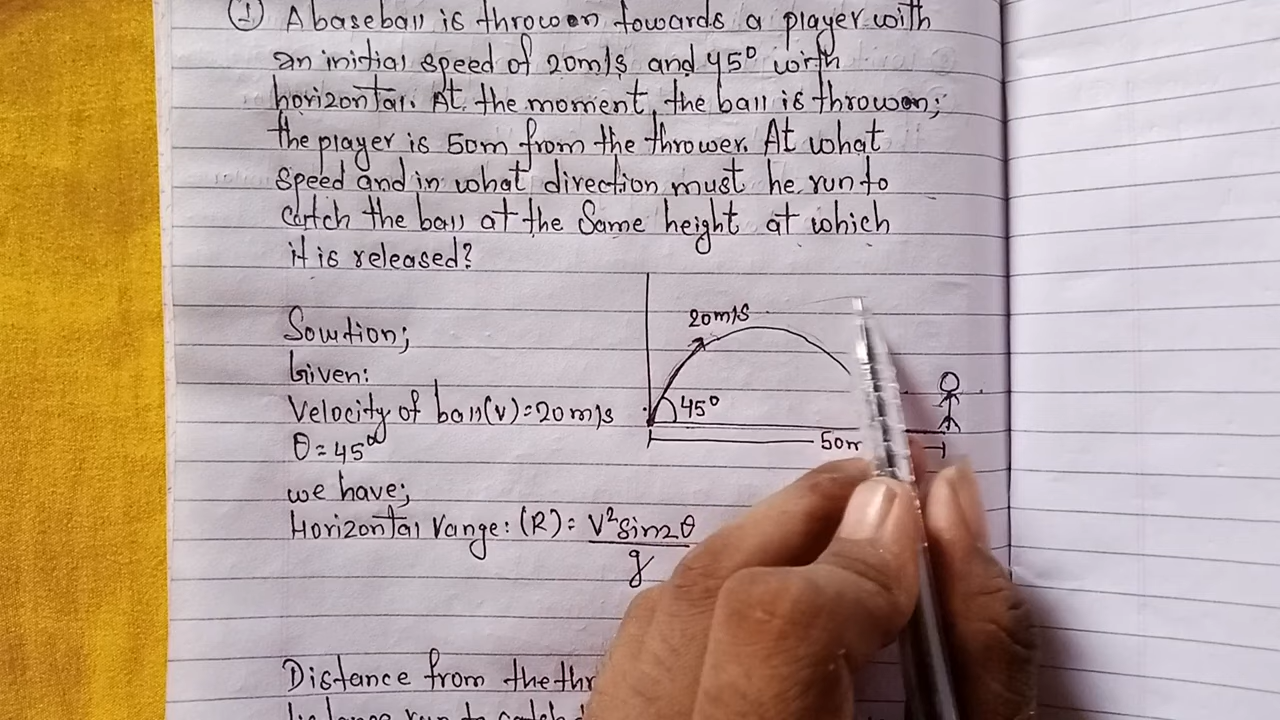 ① A baseball is throwen towards a player with
an initial speed of 20m/s and 45° with
horizontal. At the moment, the ball is throwen;
the player is 50m from the thrower. At what
speed and in what direction must he run to
catch the ball at the same height at which
it is released?
Solution;
Given:
Velocity of ball(v)=20m/s
θ=45°
we have;
Horizontal range: (R)= v²sin2θ
g
20m/s
45°
50m
Distance from the